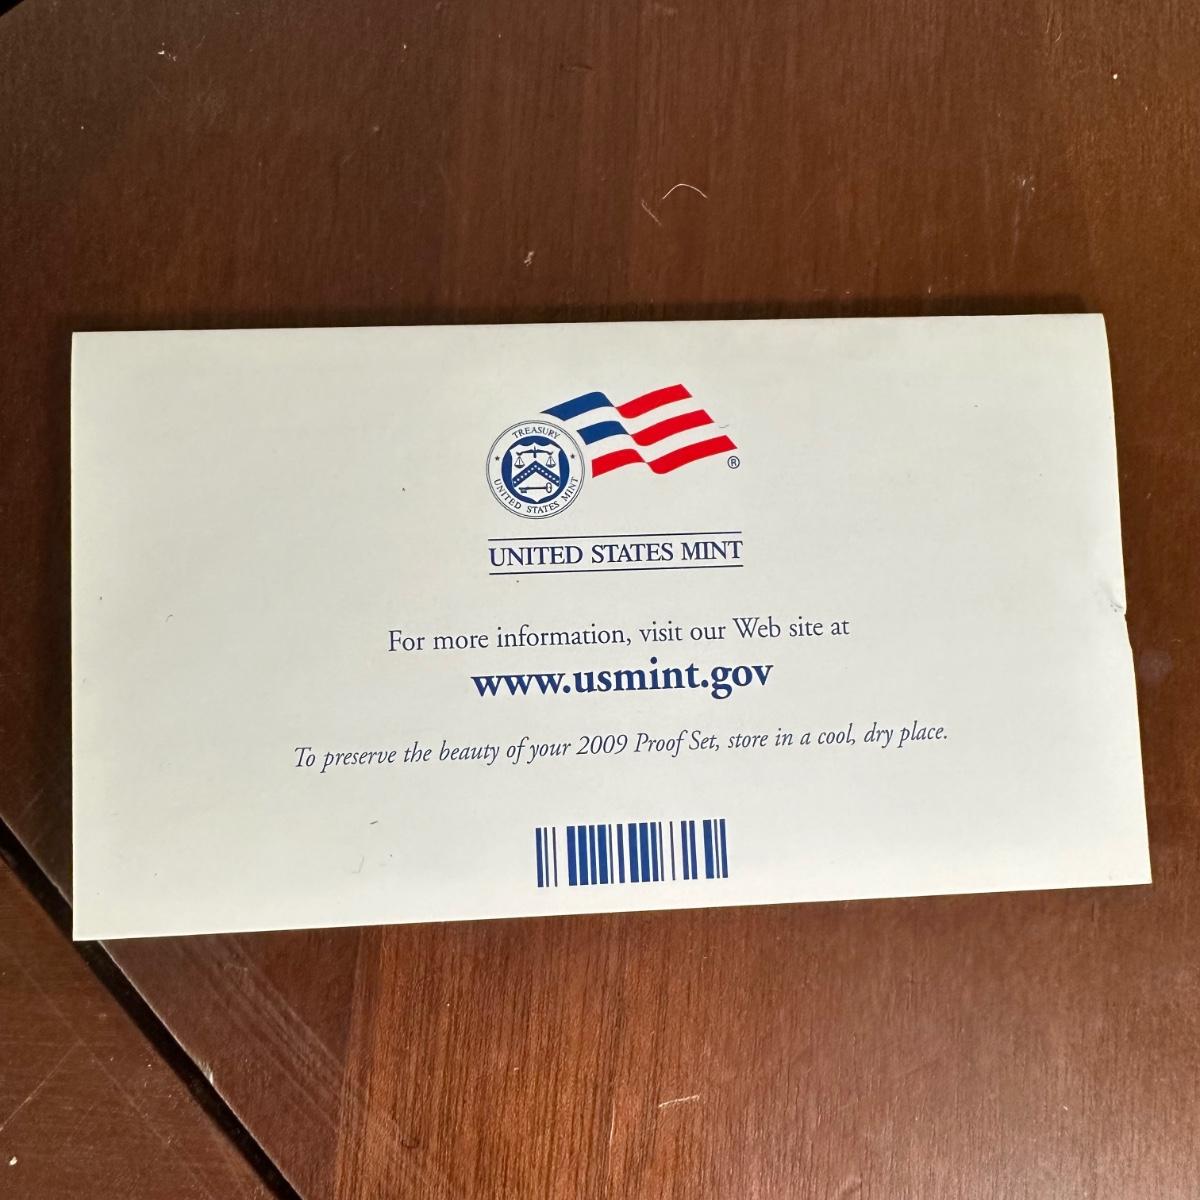 TREASURY
UNITED STATES MINT
®
UNITED STATES MINT
For more information, visit our Web site at
www.usmint.gov
To preserve the beauty of your 2009 Proof Set, store in a cool, dry place.